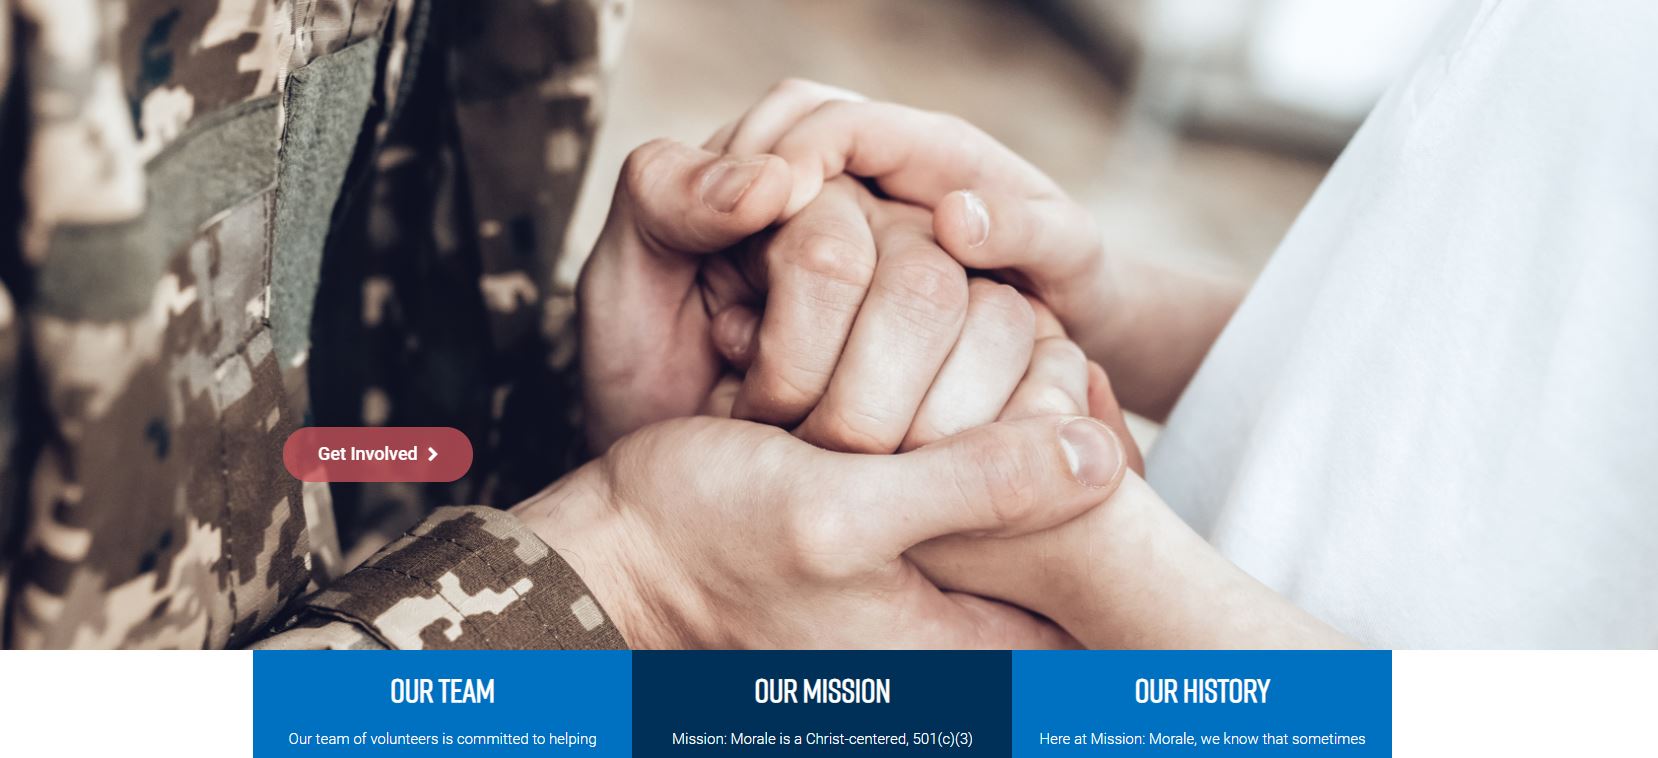 Get Involved
OUR TEAM
Our team of volunteers is committed to helping
OUR MISSION
Mission: Morale is a Christ-centered, 501(c)(3)
OUR HISTORY
Here at Mission: Morale, we know that sometimes